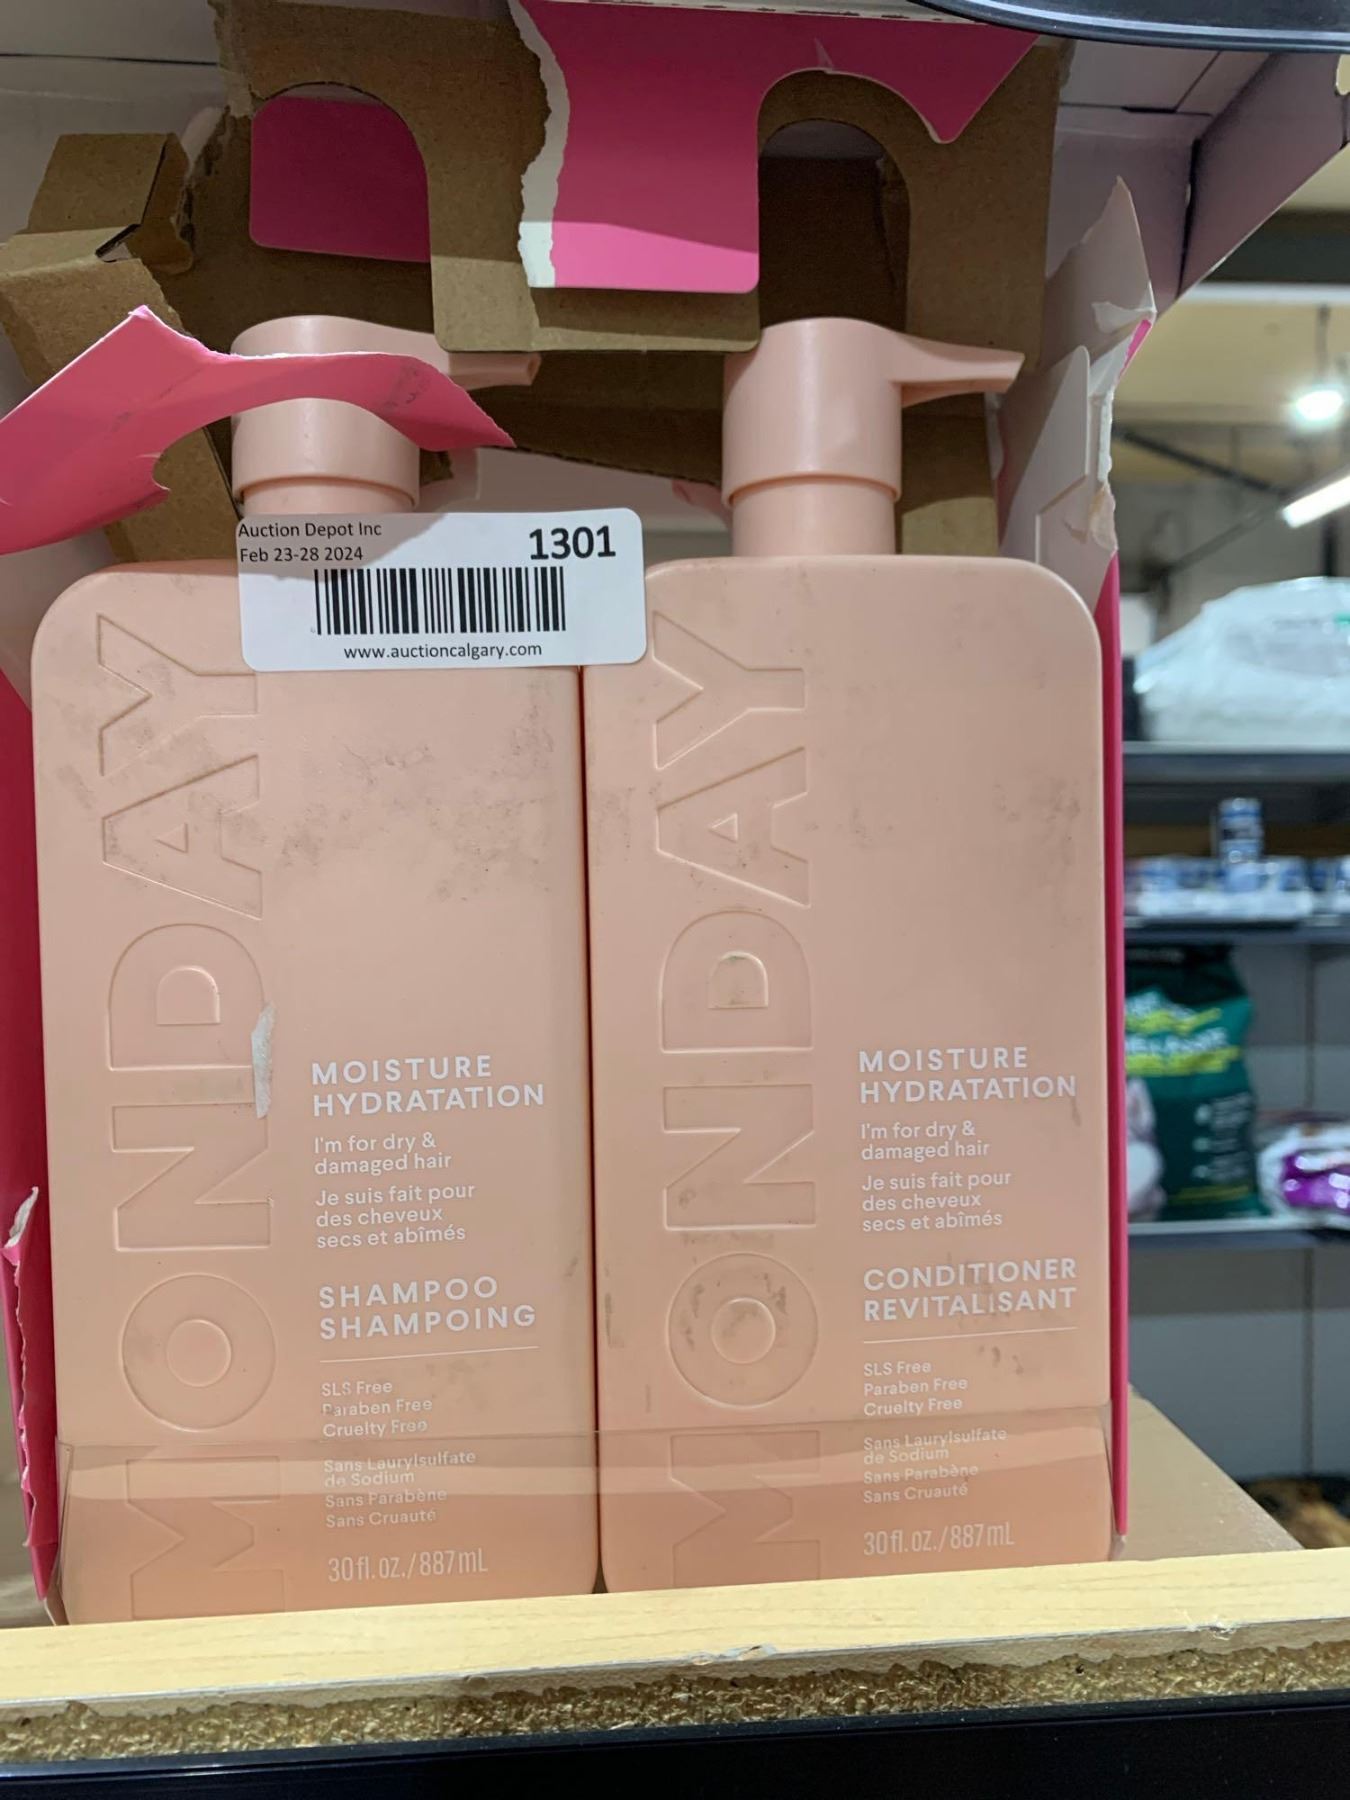 Auction Depot Inc
Feb 23-28 2024
1301
www.auctioncalgary.com
MONDAY
MOISTURE
HYDRATATION
I'm for dry &
damaged hair
Je suis fait pour
des cheveux
secs et abîmés
SHAMPOO
SHAMPOING
SLS Free
Paraben Free
Cruelty Free
Sans Laurylsulfate
de Sodium
Sans Parabène
Sans Cruauté
30 fl. oz./887mL
MONDAY
MOISTURE
HYDRATATION
I'm for dry &
damaged hair
Je suis fait pour
des cheveux
secs et abîmés
CONDITIONER
REVITALISANT
SLS Free
Paraben Free
Cruelty Free
Sans Laurylsulfate
de Sodium
Sans Parabène
Sans Cruauté
30 fl. oz./887mL